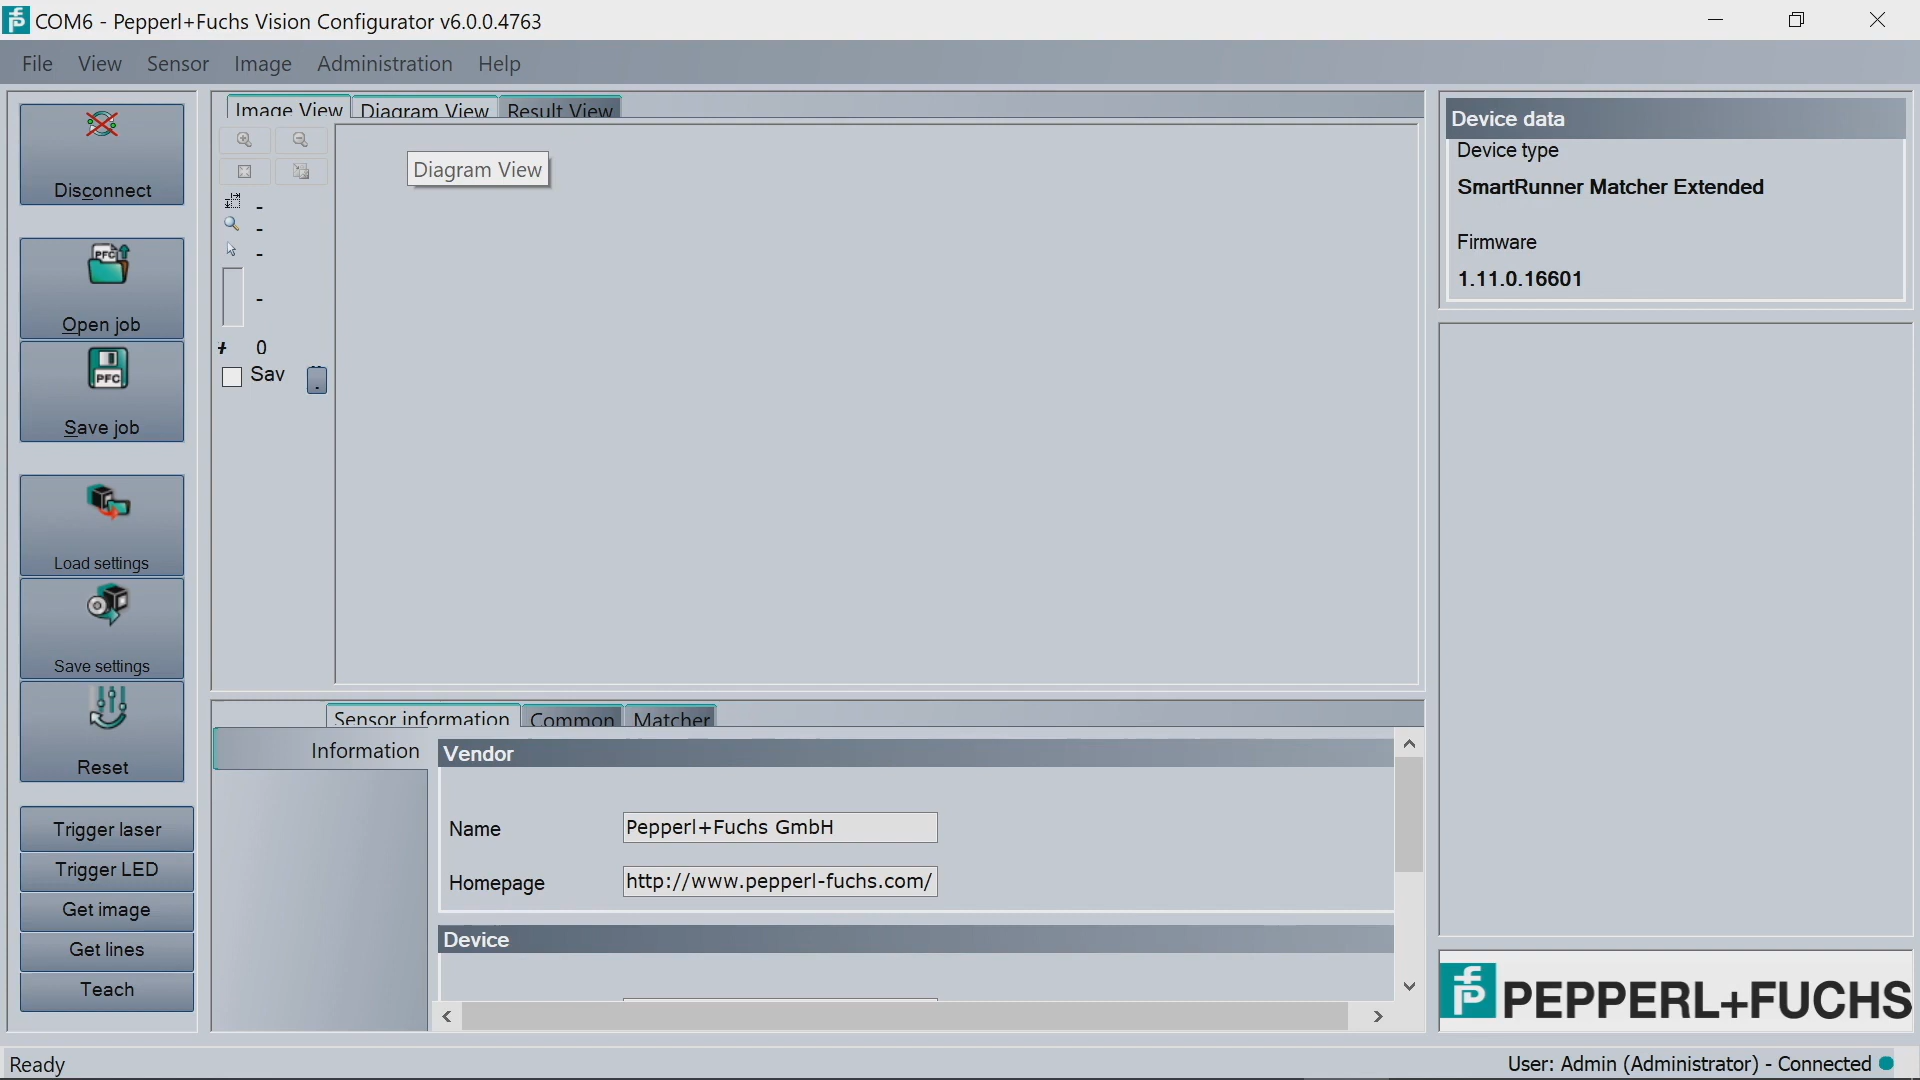 COM6 - Pepperl+Fuchs Vision Configurator v6.0.0.4763
File View Sensor Image Administration Help
Disconnect
Open job
Save job
Load settings
Save settings
Reset
Trigger laser
Trigger LED
Get image
Get lines
Teach
Image View Diagram View Result View
Diagram View
-
-
-
-
0
Sav
.
Sensor information Common Matcher
Information
Vendor
Name Pepperl+Fuchs GmbH
Homepage http://www.pepperl-fuchs.com/
Device
Device data
Device type
SmartRunner Matcher Extended
Firmware
1.11.0.16601
PEPPERL+FUCHS
Ready
User: Admin (Administrator) - Connected